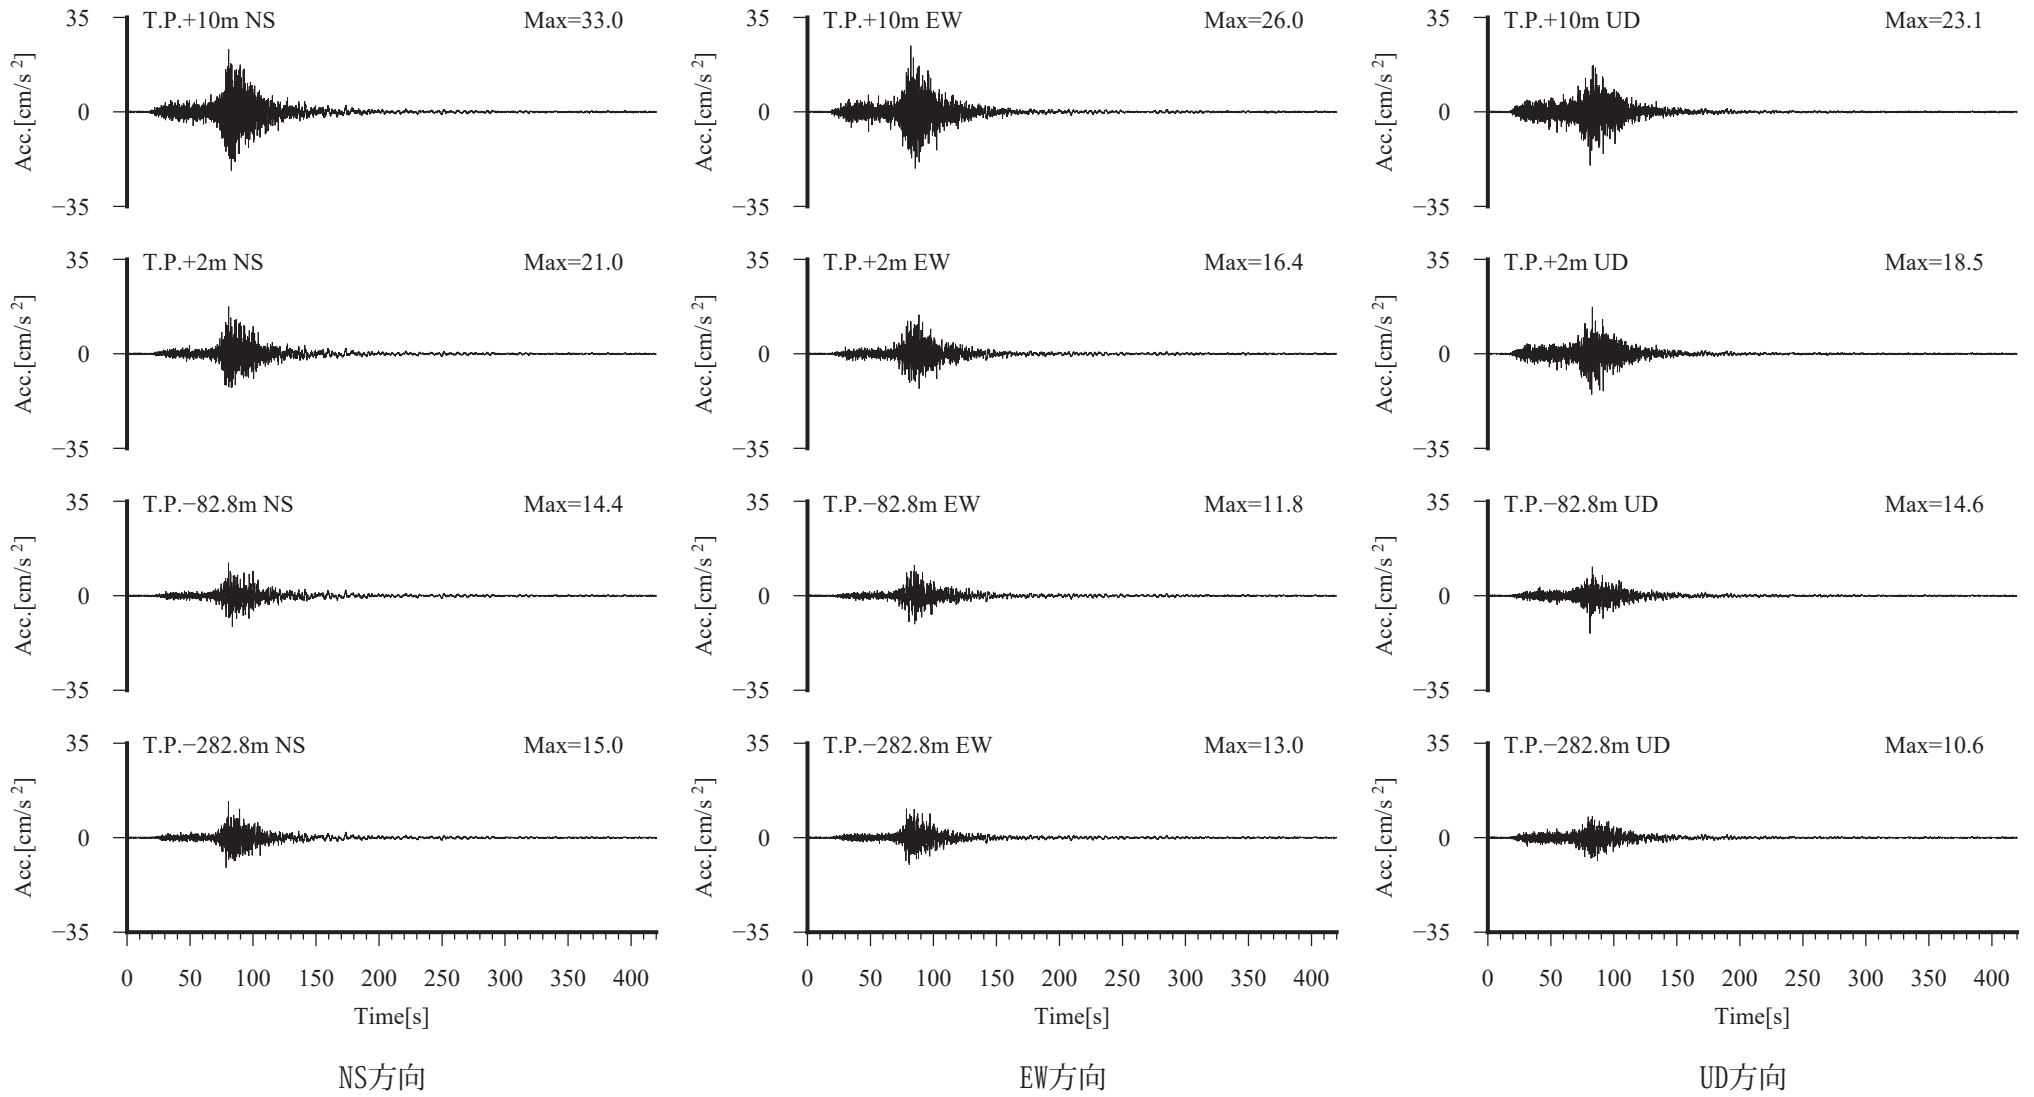 T.P.+10m NS Max=33.0
35
0
−35
Acc.[cm/s²]
T.P.+10m EW Max=26.0
35
0
−35
Acc.[cm/s²]
T.P.+10m UD Max=23.1
35
0
−35
Acc.[cm/s²]
T.P.+2m NS Max=21.0
35
0
−35
Acc.[cm/s²]
T.P.+2m EW Max=16.4
35
0
−35
Acc.[cm/s²]
T.P.+2m UD Max=18.5
35
0
−35
Acc.[cm/s²]
T.P.−82.8m NS Max=14.4
35
0
−35
Acc.[cm/s²]
T.P.−82.8m EW Max=11.8
35
0
−35
Acc.[cm/s²]
T.P.−82.8m UD Max=14.6
35
0
−35
Acc.[cm/s²]
T.P.−282.8m NS Max=15.0
35
0
−35
Acc.[cm/s²]
T.P.−282.8m EW Max=13.0
35
0
−35
Acc.[cm/s²]
T.P.−282.8m UD Max=10.6
35
0
−35
Acc.[cm/s²]
0 50 100 150 200 250 300 350 400
0 50 100 150 200 250 300 350 400
0 50 100 150 200 250 300 350 400
Time[s]
Time[s]
Time[s]
NS方向
EW方向
UD方向